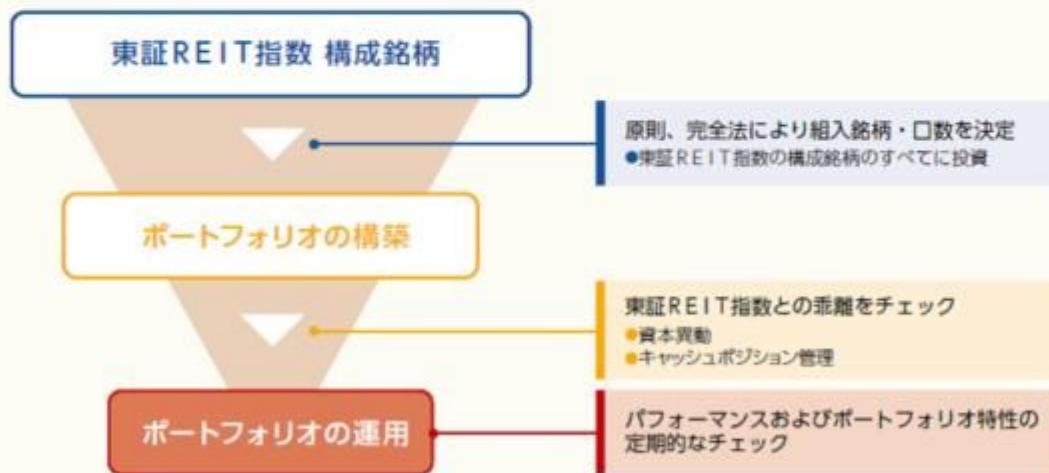 東証REIT指数 構成銘柄
原則、完全法により組入銘柄・口数を決定
●東証REIT指数の構成銘柄のすべてに投資
ポートフォリオの構築
東証REIT指数との乖離をチェック
●資本異動
●キャッシュポジション管理
ポートフォリオの運用
パフォーマンスおよびポートフォリオ特性の
定期的なチェック